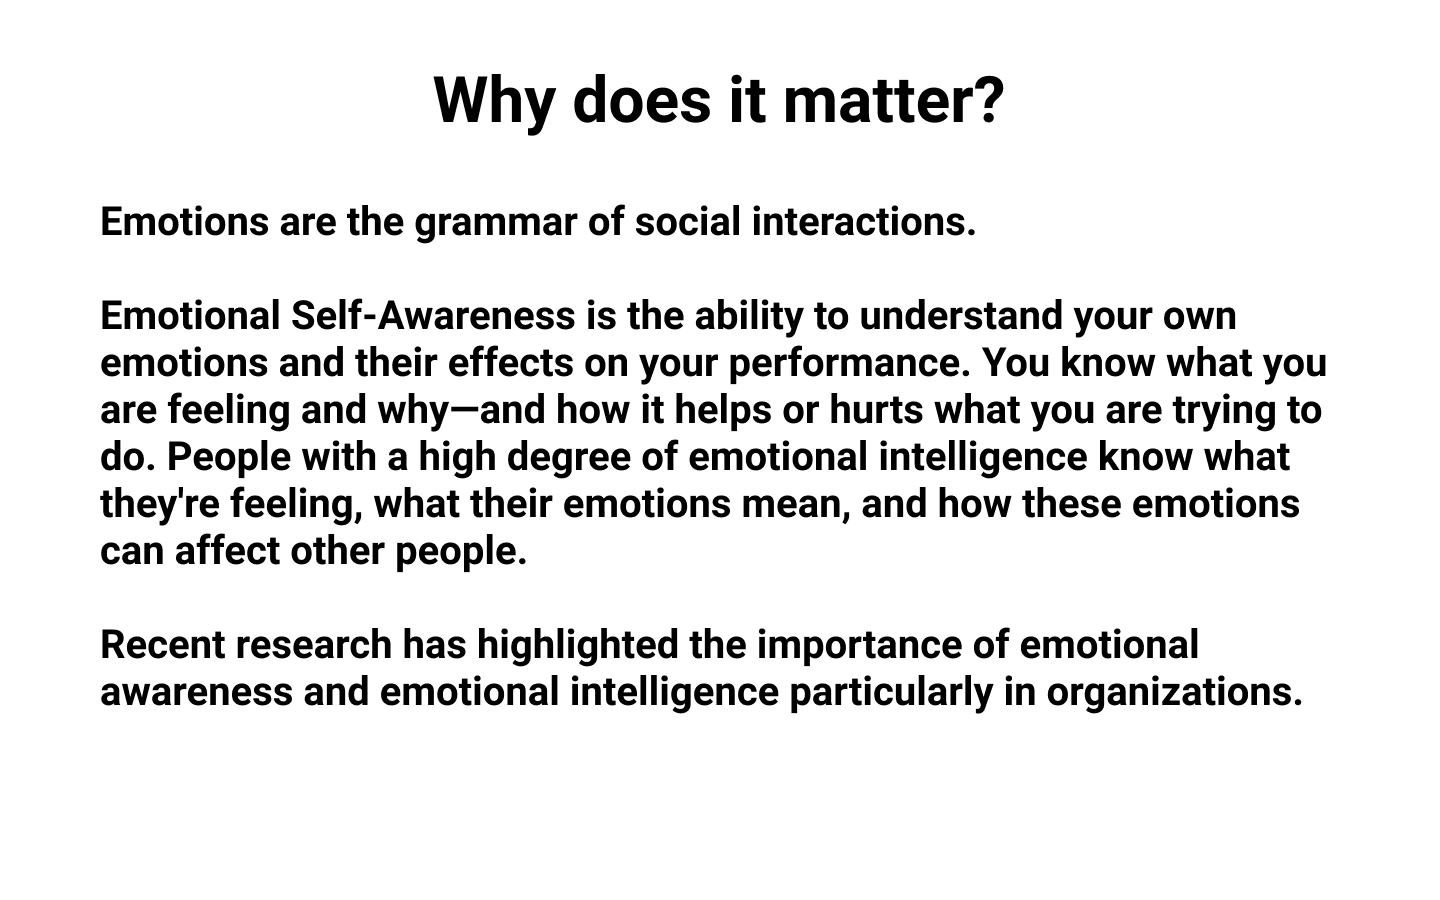 Why does it matter?
Emotions are the grammar of social interactions.
Emotional Self-Awareness is the ability to understand your own
emotions and their effects on your performance. You know what you
are feeling and why—and how it helps or hurts what you are trying to
do. People with a high degree of emotional intelligence know what
they're feeling, what their emotions mean, and how these emotions
can affect other people.
Recent research has highlighted the importance of emotional
awareness and emotional intelligence particularly in organizations.